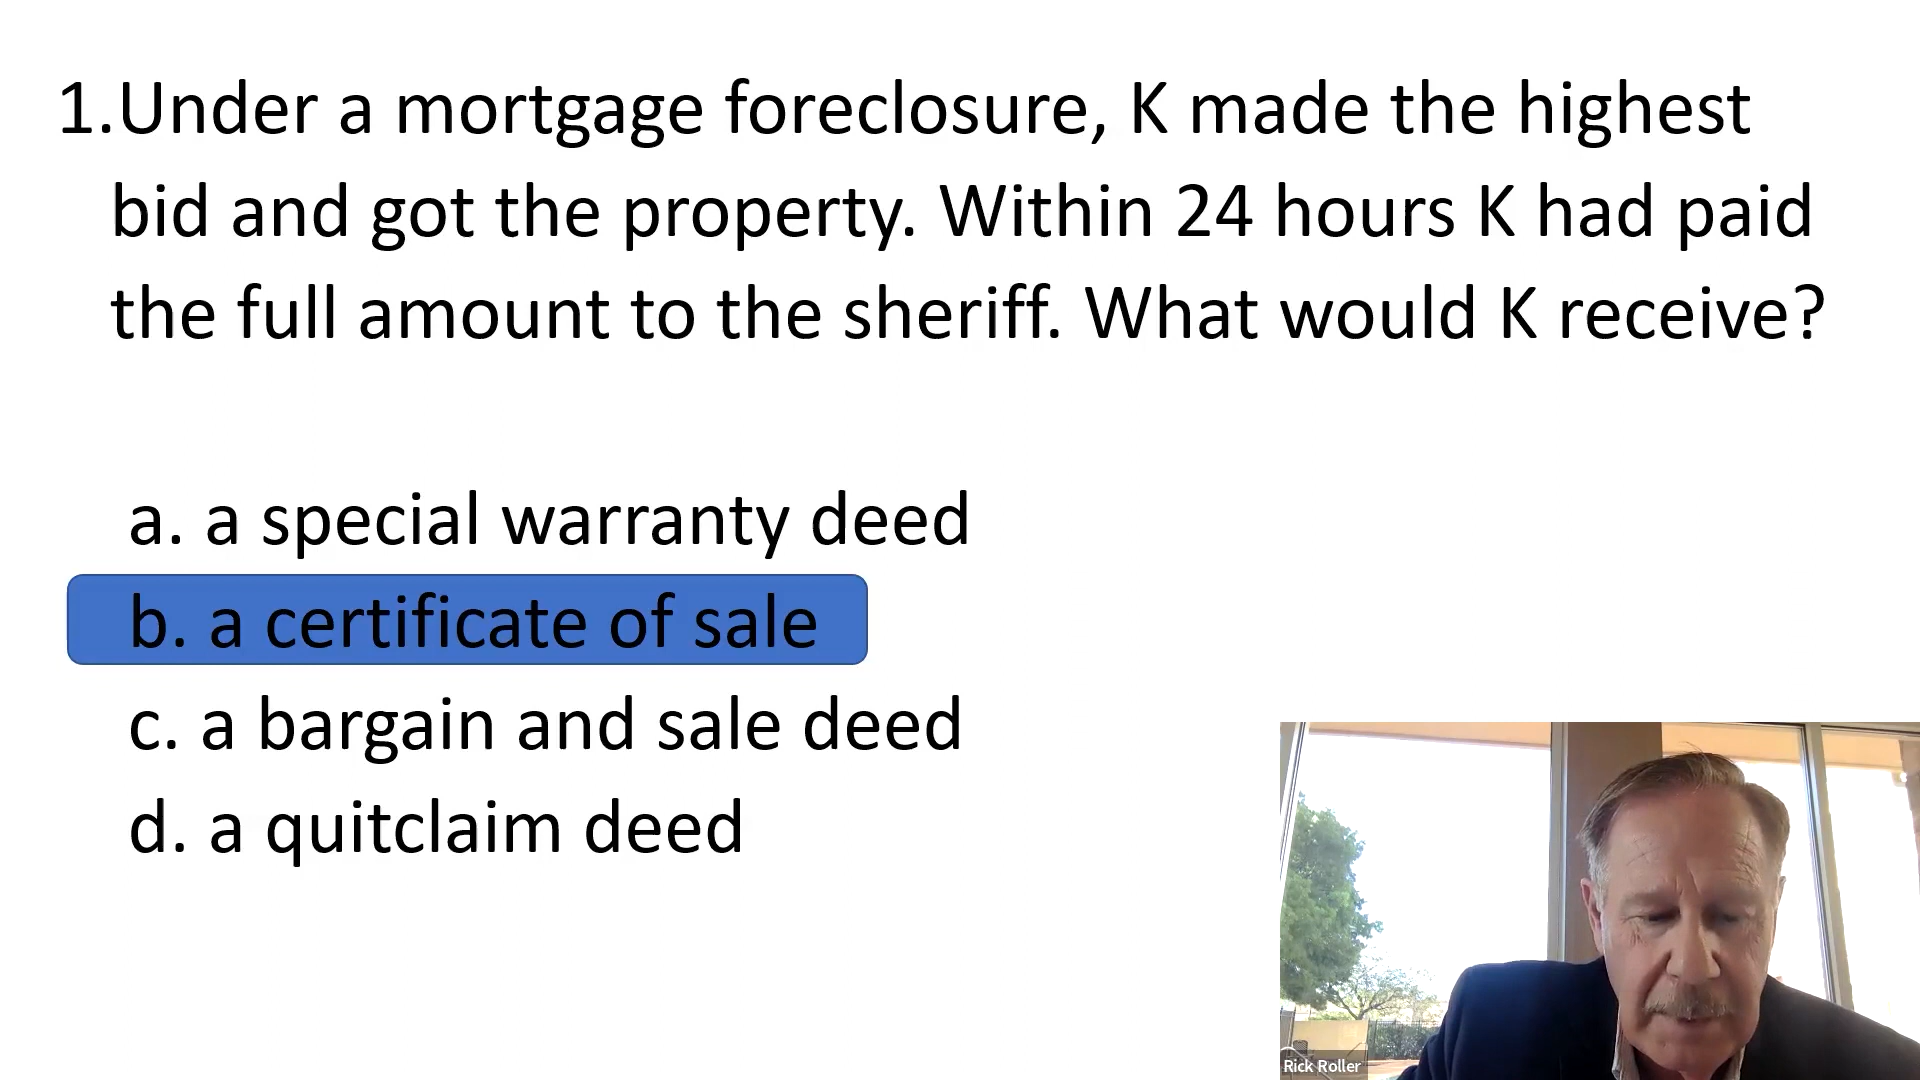 1.Under a mortgage foreclosure, K made the highest
bid and got the property. Within 24 hours K had paid
the full amount to the sheriff. What would K receive?
a. a special warranty deed
b. a certificate of sale
c. a bargain and sale deed
d. a quitclaim deed
Rick Roller